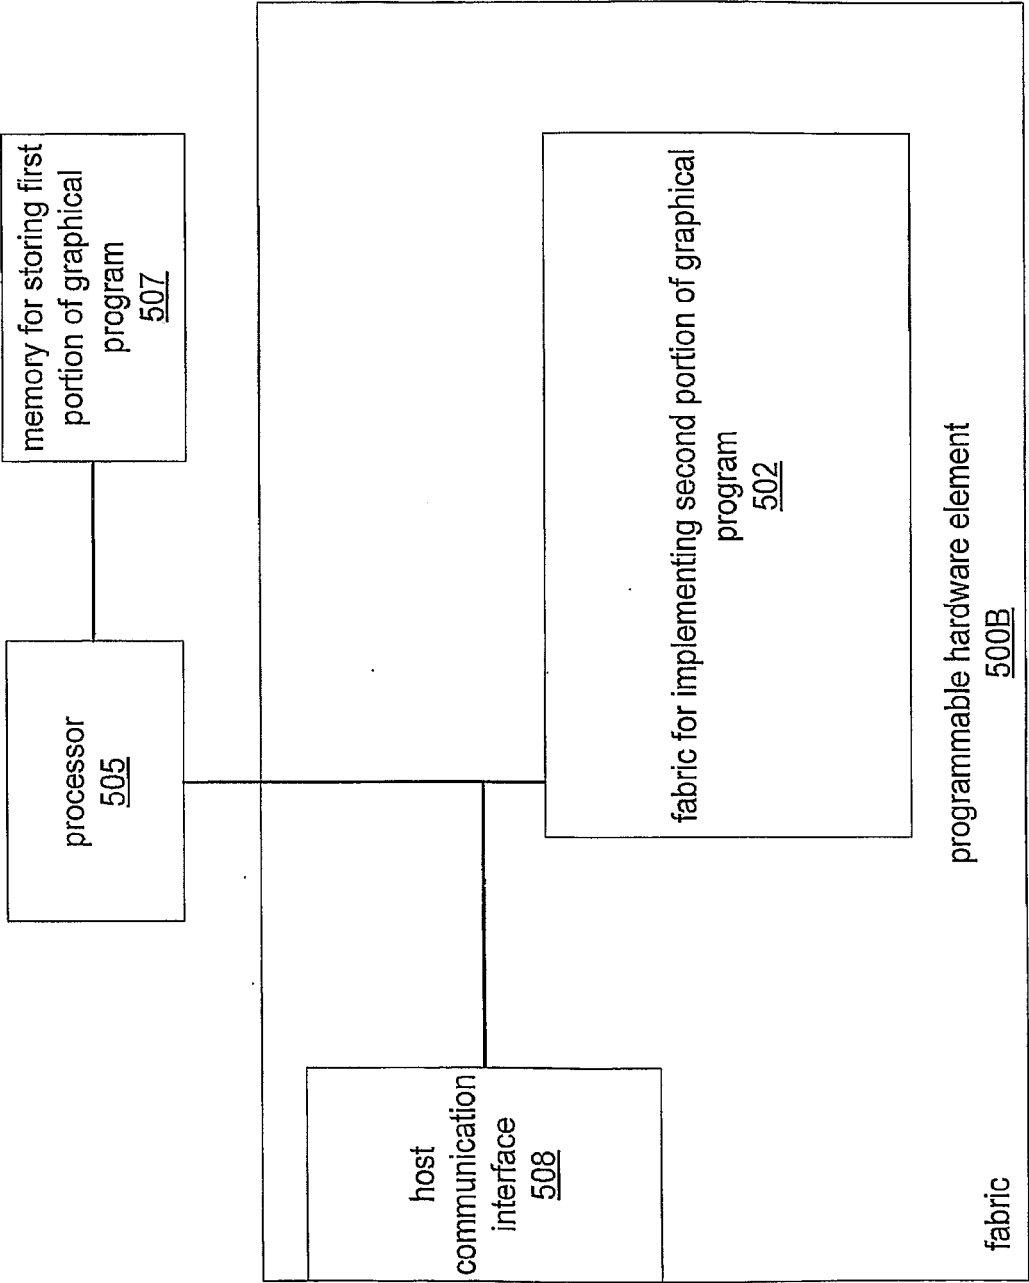 processor
505
memory for storing first
portion of graphical
program
507
host
communication
interface
508
fabric for implementing second portion of graphical
program
502
programmable hardware element
500B
fabric